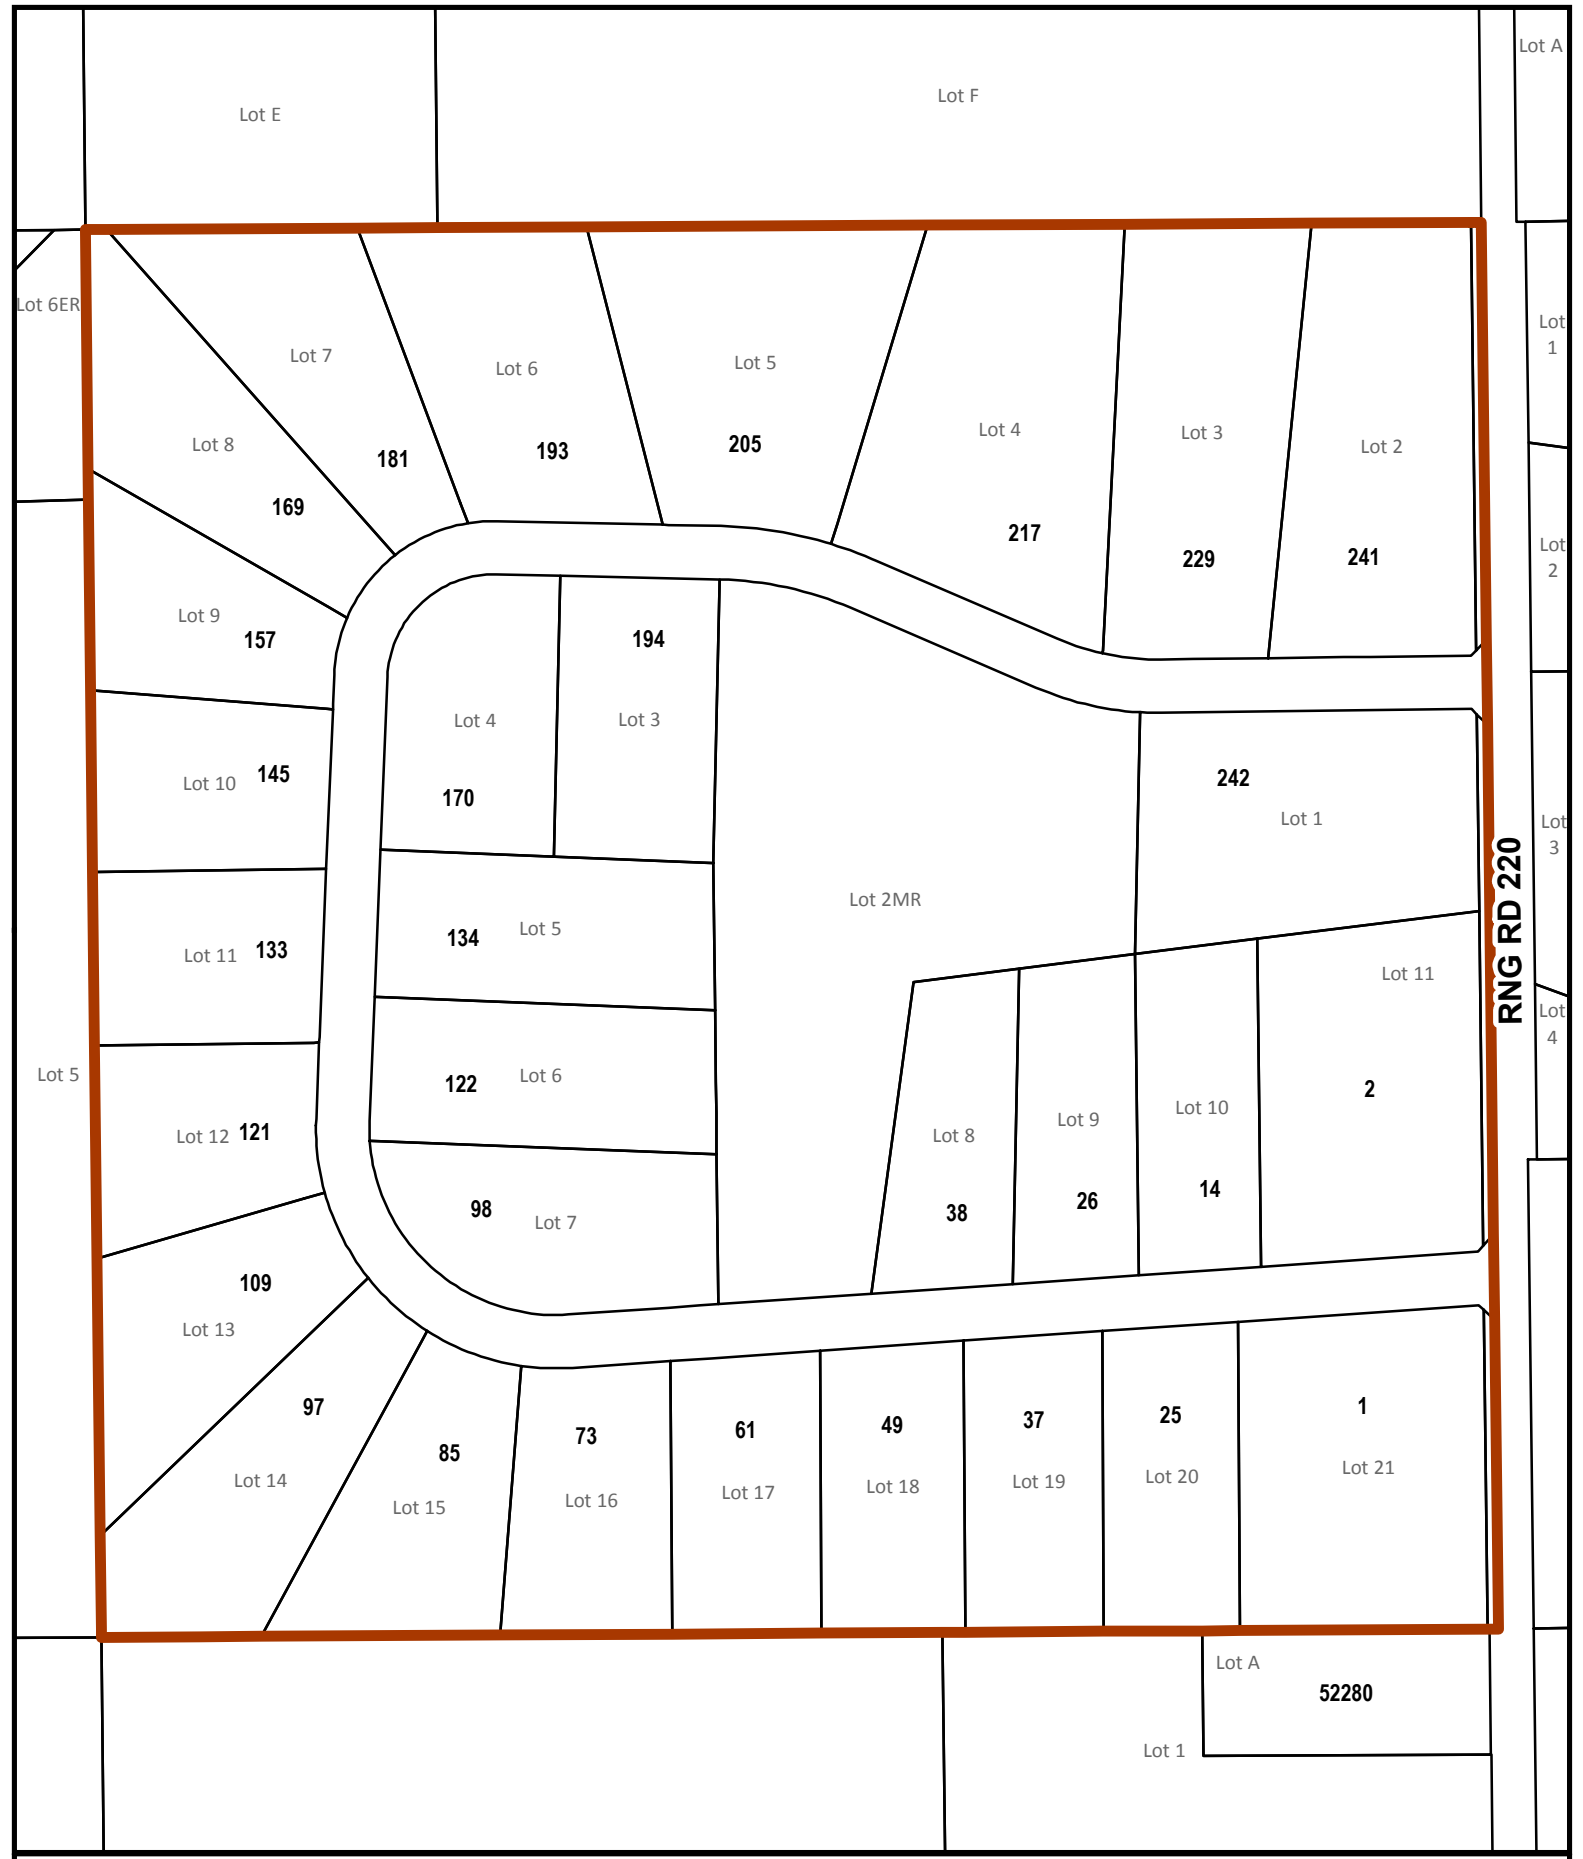 Lot A
Lot F
Lot E
Lot 6ER
Lot
1
Lot 7
Lot 6
Lot 5
Lot 4
Lot 3
Lot 2
Lot 8
181
193
205
169
217
229
241
Lot
2
Lot 9
157
194
Lot 4
Lot 3
Lot 10
145
170
242
Lot 1
Lot
3
RNG RD 220
Lot 2MR
Lot 11
133
134
Lot 5
Lot 11
Lot
4
Lot 5
122
Lot 6
2
Lot 12
121
Lot 8
Lot 9
Lot 10
38
26
14
98
Lot 7
109
Lot 13
97
Lot 14
85
Lot 15
73
Lot 16
61
Lot 17
49
Lot 18
37
Lot 19
25
Lot 20
1
Lot 21
Lot A
52280
Lot 1